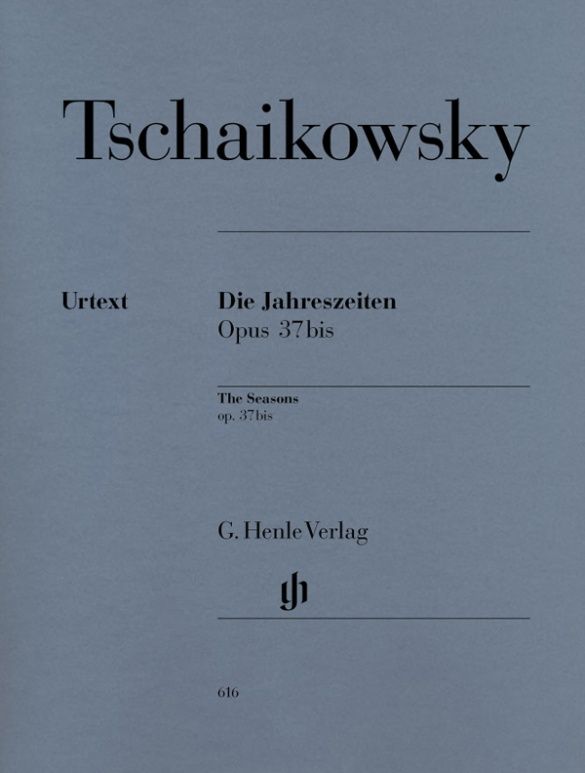 Tschaikowsky
Urtext
Die Jahreszeiten
Opus 37bis
The Seasons
op. 37bis
G. Henle Verlag
616